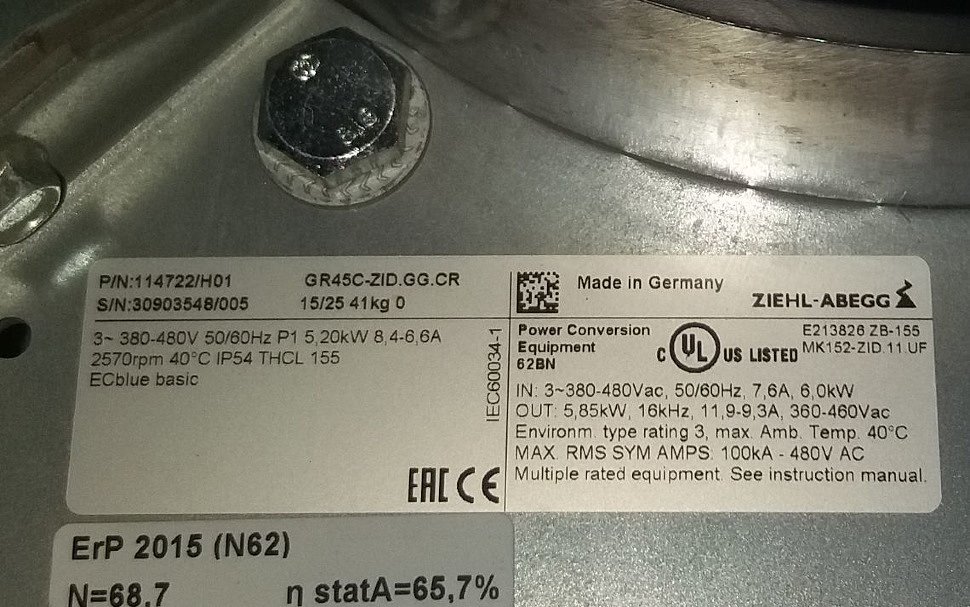 P/N:114722/H01 GR45C-ZID.GG.CR
S/N:30903548/005 15/25 41kg 0
3~ 380-480V 50/60Hz P1 5,20kW 8,4-6,6A
2570rpm 40°C IP54 THCL 155
ECblue basic
IEC60034-1
EAC CE
Made in Germany
ZIEHL-ABEGG
Power Conversion
Equipment
62BN
C UL US LISTED
E213826 ZB-155
MK152-ZID.11.UF
IN: 3~380-480Vac, 50/60Hz, 7,6A, 6,0kW
OUT: 5,85kW, 16kHz, 11,9-9,3A, 360-460Vac
Environm. type rating 3, max. Amb. Temp. 40°C
MAX. RMS SYM AMPS: 100kA - 480V AC
Multiple rated equipment. See instruction manual.
ErP 2015 (N62)
N=68,7 η statA=65,7%